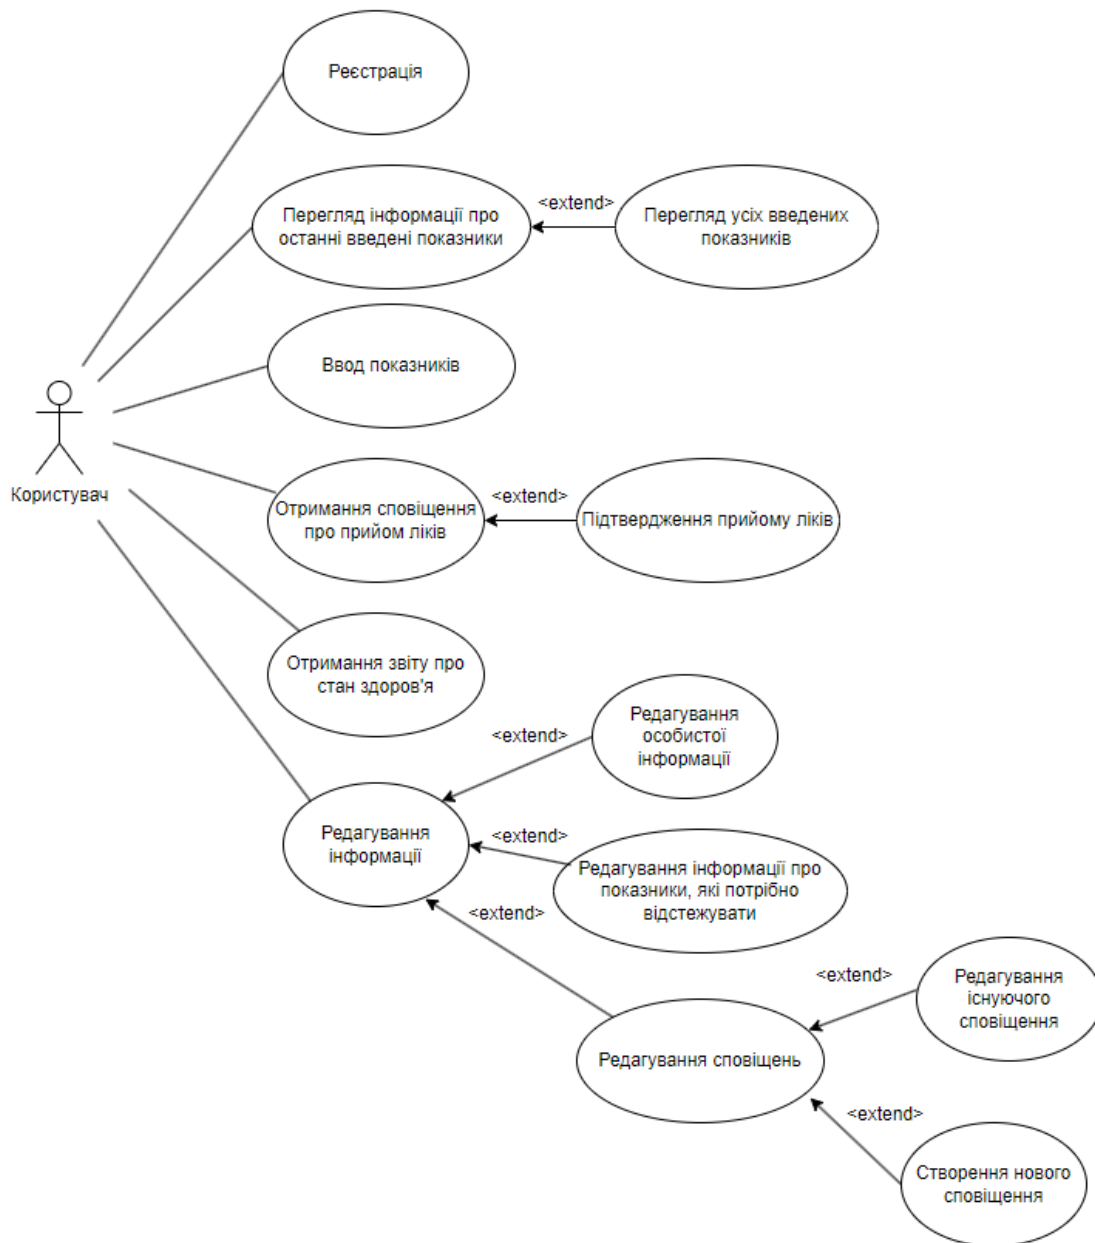 Реєстрація
Перегляд інформації про
останні введені показники
<extend>
Перегляд усіх введених
показників
Ввод показників
Користувач
Отримання сповіщення
про прийом ліків
<extend>
Підтвердження прийому ліків
Отримання звіту про
стан здоров'я
<extend>
Редагування
особистої
інформації
Редагування
інформації
<extend>
Редагування інформації про
показники, які потрібно
відстежувати
<extend>
Редагування сповіщень
<extend>
Редагування
існуючого
сповіщення
<extend>
Створення нового
сповіщення